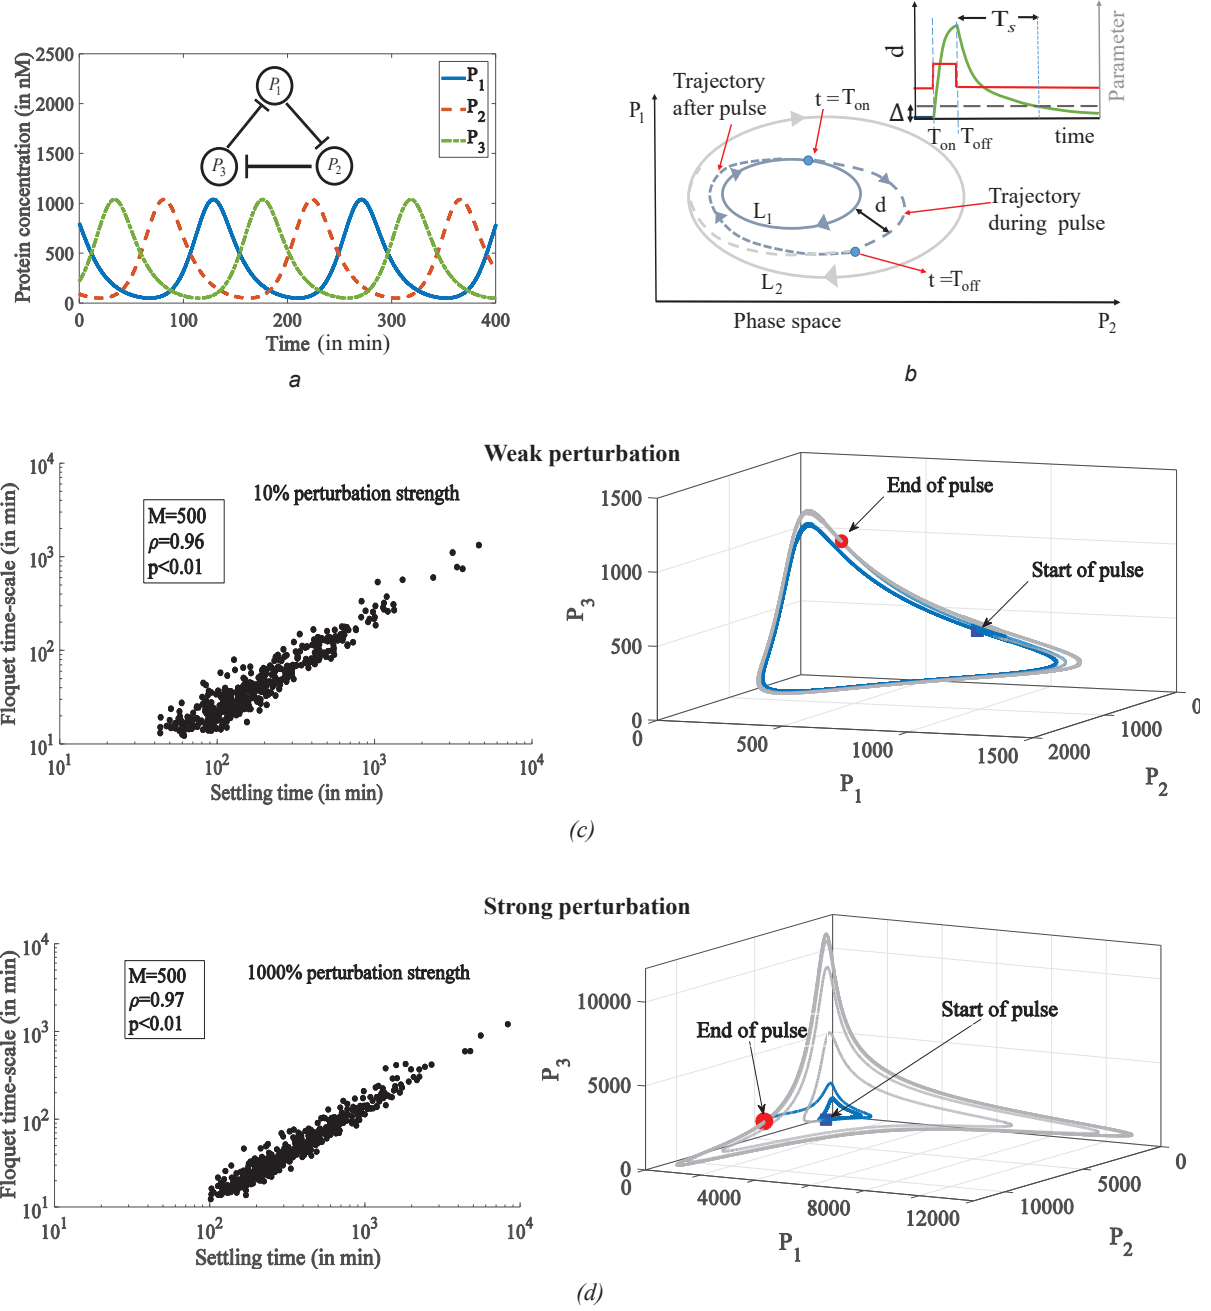 2500
2000
1500
1000
500
0
0
100
200
300
400
Protein concentration (in nM)
Time (in min)
P1
P2
P3
P1
P3
P2
a
P1
Trajectory
after pulse
t=Ton
L1
d
L2
t=Toff
Trajectory
during pulse
Phase space
P2
d
Ts
Parameter
Δ
Ton
Toff
time
b
Weak perturbation
10^4
10^3
10^2
10^1
Floquet time-scale (in min)
10% perturbation strength
M=500
ρ=0.96
p<0.01
10^1
10^2
10^3
10^4
Settling time (in min)
End of pulse
Start of pulse
1500
1000
500
0
P3
500
1000
1500
P1
2000
1000
0
P2
(c)
Strong perturbation
10^4
10^3
10^2
10^1
Floquet time-scale (in min)
1000% perturbation strength
M=500
ρ=0.97
p<0.01
10^1
10^2
10^3
10^4
Settling time (in min)
End of pulse
Start of pulse
10000
5000
0
P3
0
4000
8000
12000
P1
10000
5000
0
P2
(d)